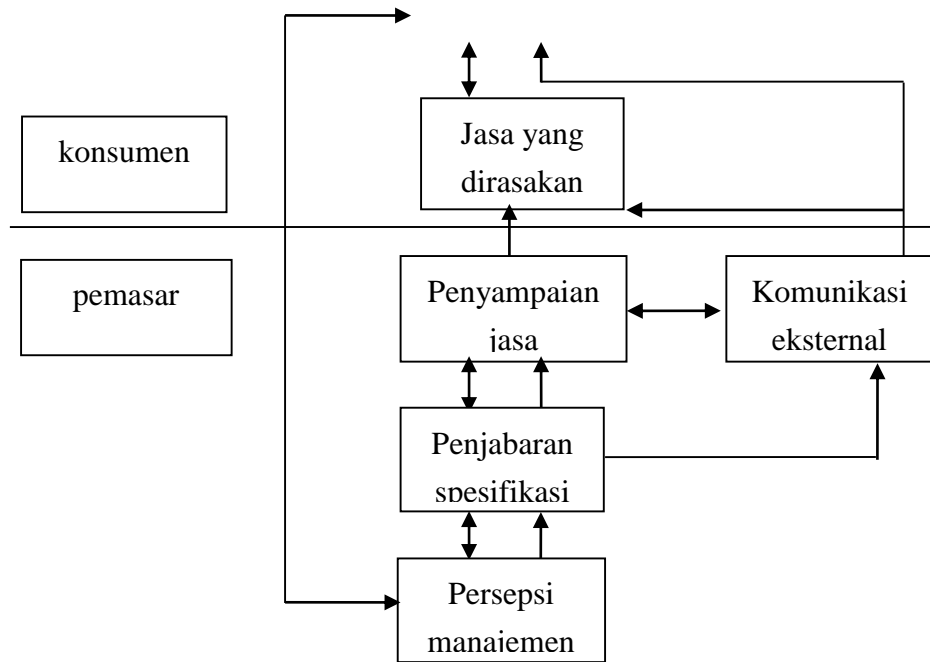 Jasa yang
dirasakan
konsumen
pemasar
Penyampaian
jasa
Komunikasi
eksternal
Penjabaran
spesifikasi
Persepsi
manajemen